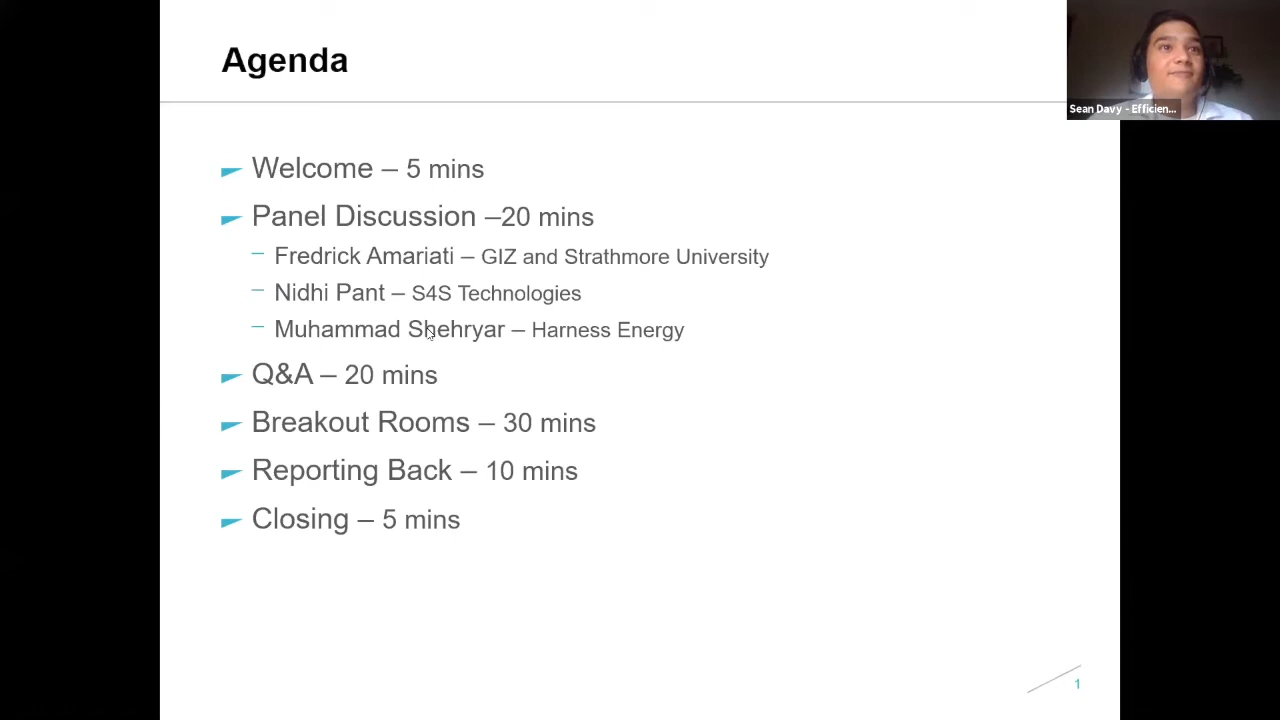 Agenda
Sean Davy - Efficien...
Welcome – 5 mins
Panel Discussion –20 mins
Fredrick Amariati – GIZ and Strathmore University
Nidhi Pant – S4S Technologies
Muhammad Shehryar – Harness Energy
Q&A – 20 mins
Breakout Rooms – 30 mins
Reporting Back – 10 mins
Closing – 5 mins
1